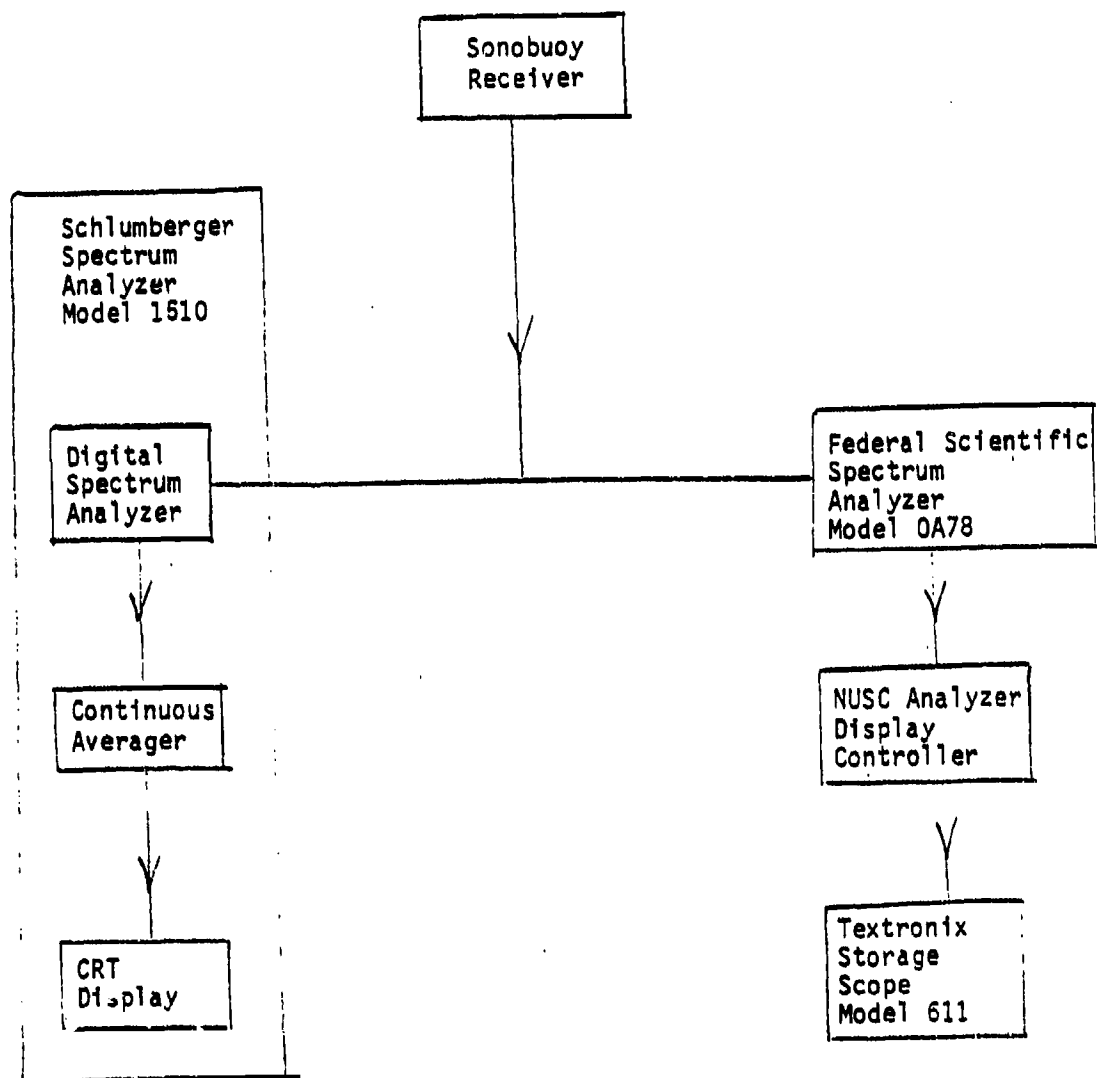 Sonobuoy
Receiver
Schlumberger
Spectrum
Analyzer
Model 1510
Digital
Spectrum
Analyzer
Federal Scientific
Spectrum
Analyzer
Model OA78
Continuous
Averager
NUSC Analyzer
Display
Controller
CRT
Display
Textronix
Storage
Scope
Model 611